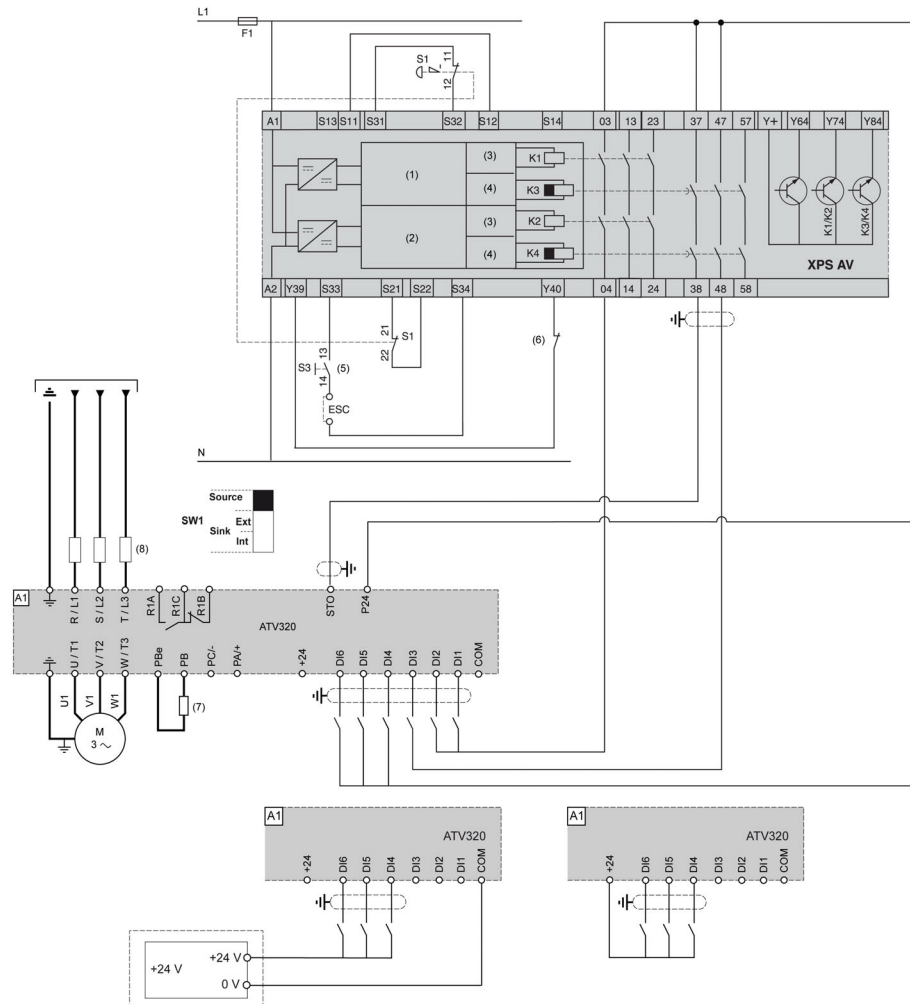 L1
F1
S1
11
12
A1 S13 S11 S31 S32 S12 S14 03 13 23 37 47 57 Y+ Y64 Y74 Y84
(1)
(3)
K1
(4)
K3
(2)
(3)
K2
(4)
K4
K1/K2
K3/K4
XPS AV
A2 Y39 S33 S21 S22 S34 Y40 04 14 24 38 48 58
21
S1
22
13
S3
(5)
14
ESC
(6)
N
Source
SW1
Sink
Ext
Int
(8)
A1
R / L1
S / L2
T / L3
R1A
R1C
R1B
ATV320
STO
P24
U / T1
V / T2
W / T3
PBe
PB
PC/-
PA/+
+24
DI6
DI5
DI4
DI3
DI2
DI1
COM
U1
V1
W1
(7)
M
3 ~
A1
ATV320
+24
DI6
DI5
DI4
DI3
DI2
DI1
COM
+24 V
+24 V
0 V
A1
ATV320
+24
DI6
DI5
DI4
DI3
DI2
DI1
COM